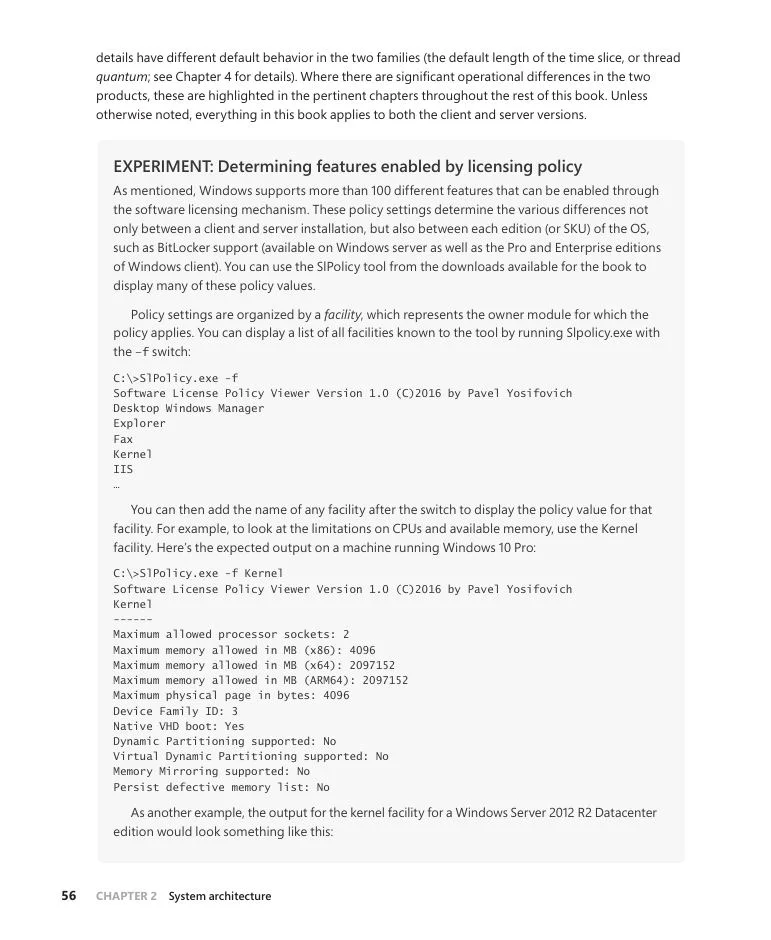 details have different default behavior in the two families (the default length of the time slice, or thread
quantum; see Chapter 4 for details). Where there are significant operational differences in the two
products, these are highlighted in the pertinent chapters throughout the rest of this book. Unless
otherwise noted, everything in this book applies to both the client and server versions.
EXPERIMENT: Determining features enabled by licensing policy
As mentioned, Windows supports more than 100 different features that can be enabled through
the software licensing mechanism. These policy settings determine the various differences not
only between a client and server installation, but also between each edition (or SKU) of the OS,
such as BitLocker support (available on Windows server as well as the Pro and Enterprise editions
of Windows client). You can use the SlPolicy tool from the downloads available for the book to
display many of these policy values.
Policy settings are organized by a facility, which represents the owner module for which the
policy applies. You can display a list of all facilities known to the tool by running Slpolicy.exe with
the –f switch:
C:\>SlPolicy.exe -f
Software License Policy Viewer Version 1.0 (C)2016 by Pavel Yosifovich
Desktop Windows Manager
Explorer
Fax
Kernel
IIS
…
You can then add the name of any facility after the switch to display the policy value for that
facility. For example, to look at the limitations on CPUs and available memory, use the Kernel
facility. Here’s the expected output on a machine running Windows 10 Pro:
C:\>SlPolicy.exe -f Kernel
Software License Policy Viewer Version 1.0 (C)2016 by Pavel Yosifovich
Kernel
------
Maximum allowed processor sockets: 2
Maximum memory allowed in MB (x86): 4096
Maximum memory allowed in MB (x64): 2097152
Maximum memory allowed in MB (ARM64): 2097152
Maximum physical page in bytes: 4096
Device Family ID: 3
Native VHD boot: Yes
Dynamic Partitioning supported: No
Virtual Dynamic Partitioning supported: No
Memory Mirroring supported: No
Persist defective memory list: No
As another example, the output for the kernel facility for a Windows Server 2012 R2 Datacenter
edition would look something like this:
56 CHAPTER 2 System architecture